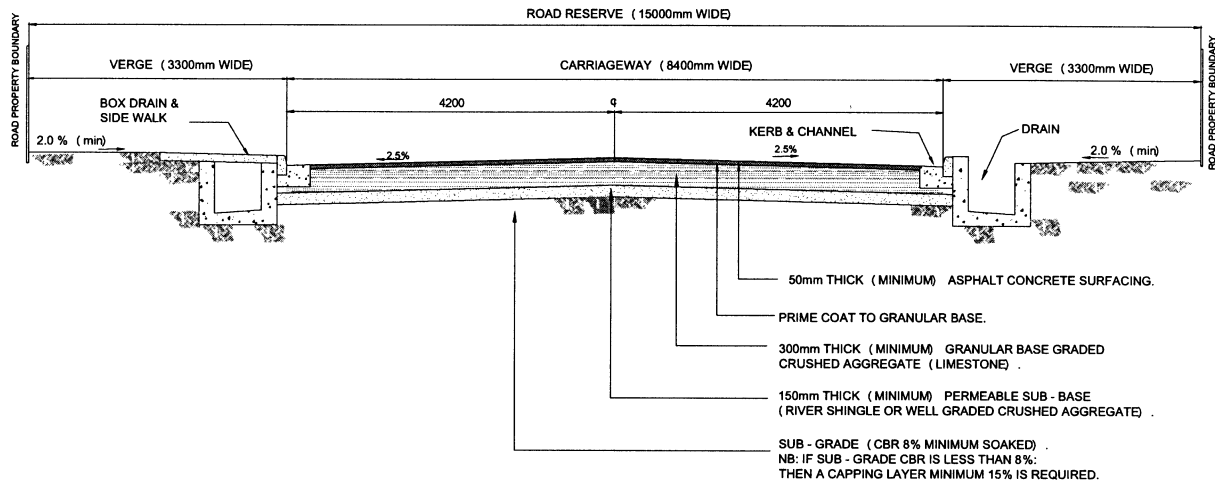 ROAD RESERVE ( 15000mm WIDE)
ROAD PROPERTY BOUNDARY
ROAD PROPERTY BOUNDARY
VERGE ( 3300mm WIDE)
CARRIAGEWAY ( 8400mm WIDE)
VERGE ( 3300mm WIDE)
4200
℄
4200
BOX DRAIN &
SIDE WALK
KERB & CHANNEL
DRAIN
2.0 % ( min)
2.5%
2.5%
2.0 % ( min)
50mm THICK ( MINIMUM) ASPHALT CONCRETE SURFACING.
PRIME COAT TO GRANULAR BASE.
300mm THICK ( MINIMUM) GRANULAR BASE GRADED
CRUSHED AGGREGATE ( LIMESTONE) .
150mm THICK ( MINIMUM) PERMEABLE SUB - BASE
( RIVER SHINGLE OR WELL GRADED CRUSHED AGGREGATE) .
SUB - GRADE ( CBR 8% MINIMUM SOAKED) .
NB: IF SUB - GRADE CBR IS LESS THAN 8%:
THEN A CAPPING LAYER MINIMUM 15% IS REQUIRED.